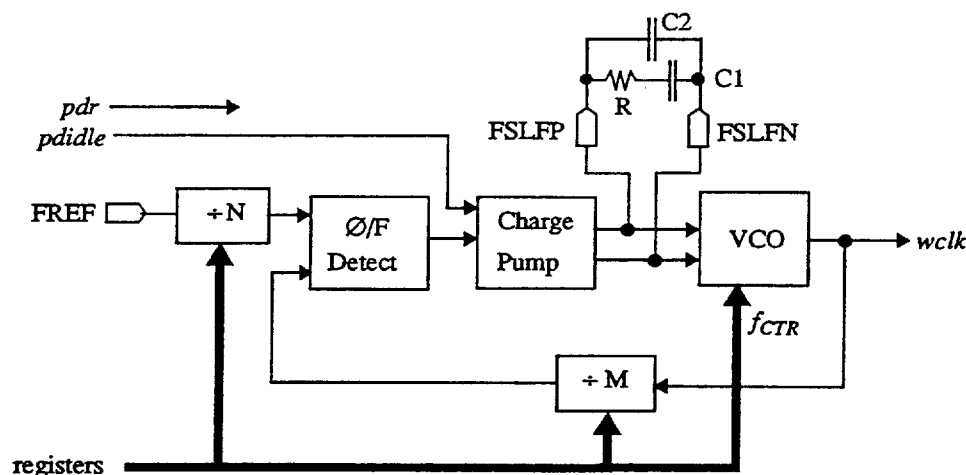 C2
C1
R
pdr
pdidle
FSLFP
FSLFN
FREF
÷ N
Ø/F
Detect
Charge
Pump
VCO
wclk
fCTR
÷ M
registers